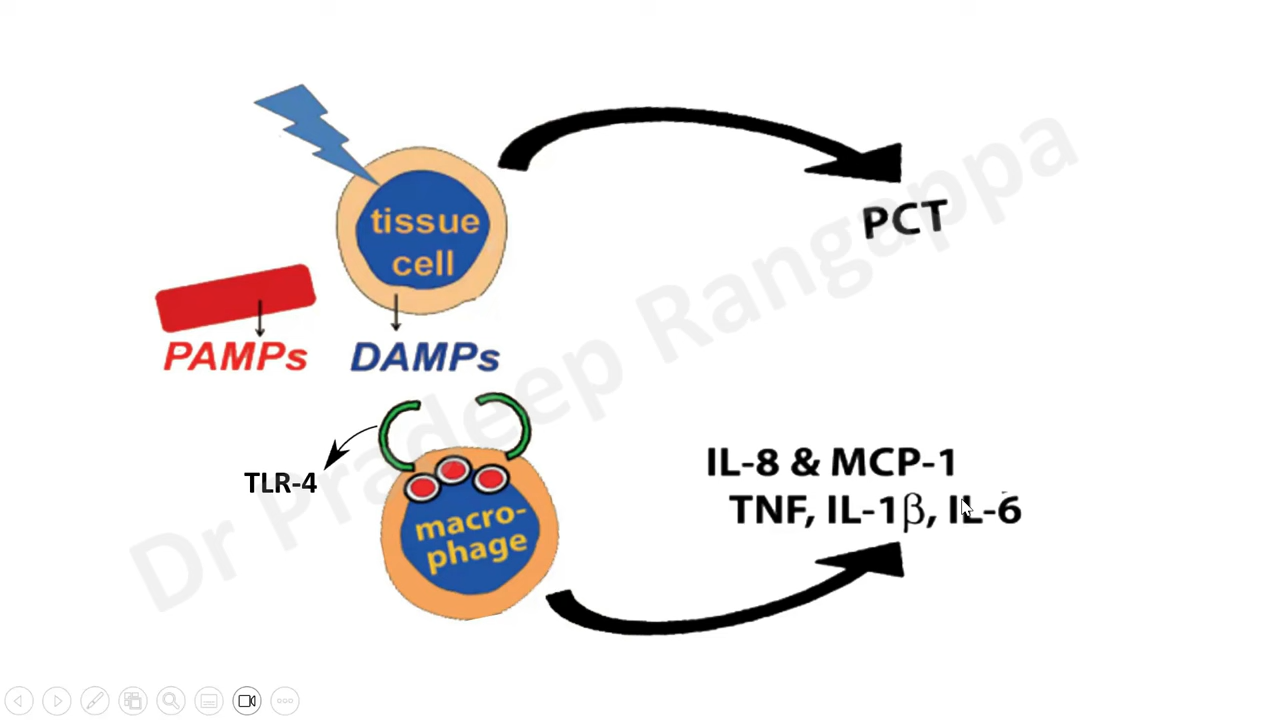 tissue
cell
PCT
PAMPs
DAMPs
TLR-4
macro-
phage
IL-8 & MCP-1
TNF, IL-1β, IL-6
Dr Pradeep Rangappa